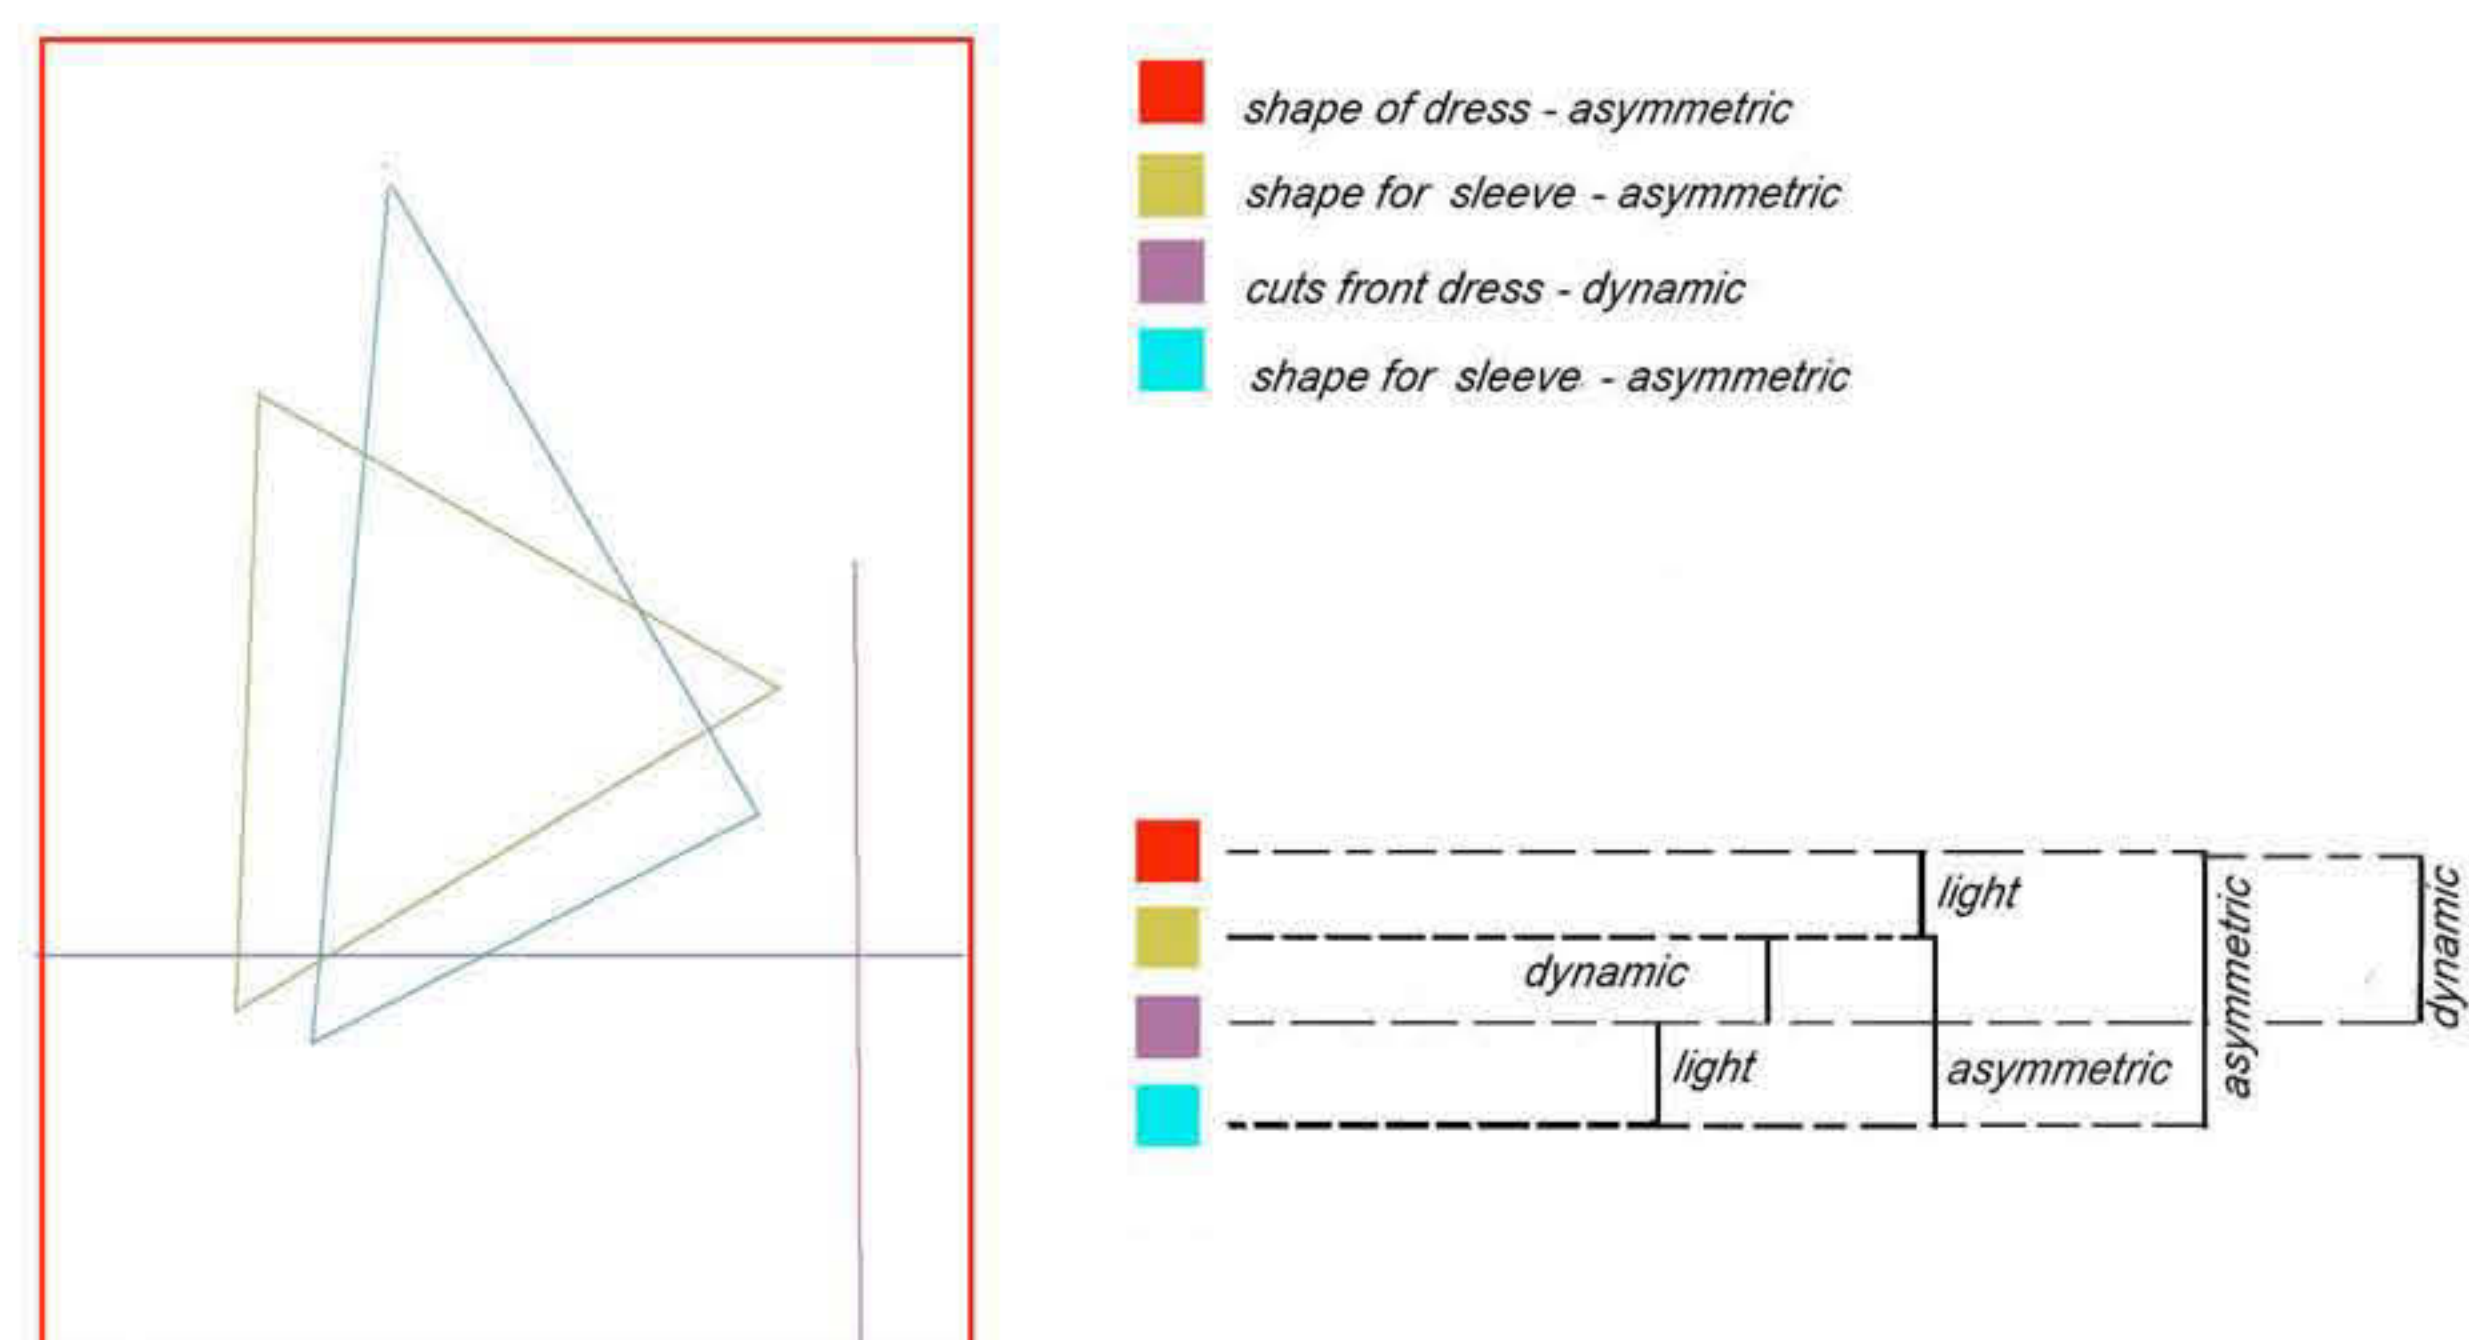 shape of dress - asymmetric
shape for sleeve - asymmetric
cuts front dress - dynamic
shape for sleeve - asymmetric
light
dynamic
light
asymmetric
asymmetric
dynamic